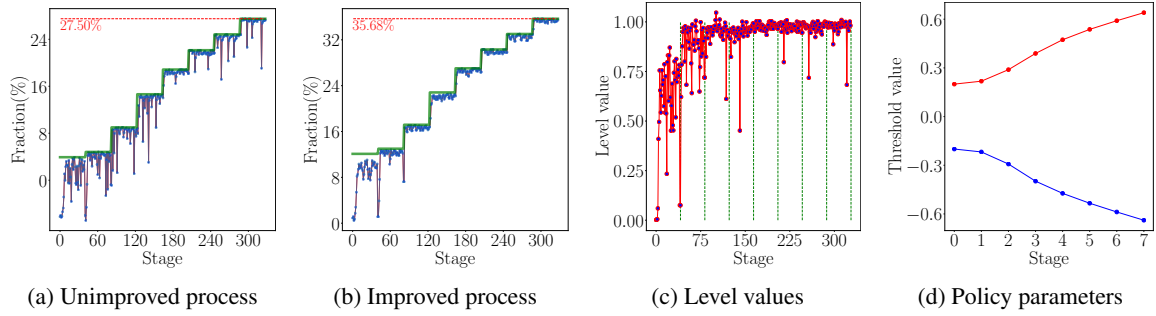 27.50%
24
16
8
0
Fraction(%)
0 60 120 180 240 300
Stage
(a) Unimproved process
35.68%
32
24
16
8
0
Fraction(%)
0 60 120 180 240 300
Stage
(b) Improved process
1.00
0.75
0.50
0.25
0.00
Level value
0 75 150 225 300
Stage
(c) Level values
0.6
0.3
0.0
−0.3
−0.6
Threshold value
0 1 2 3 4 5 6 7
Stage
(d) Policy parameters